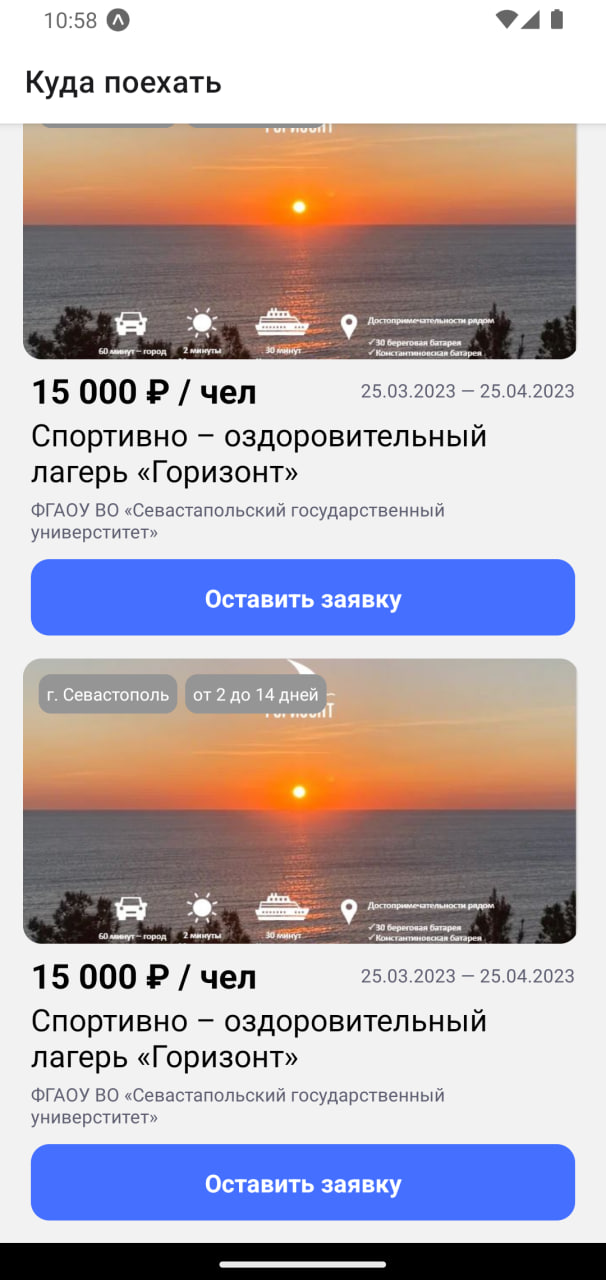 10:58
Куда поехать
ГОРИЗОНТ
Достопримечательности рядом
✓30 береговая батарея
60 минут – город 2 минуты 30 минут ✓Константиновская батарея
15 000 ₽ / чел 25.03.2023 — 25.04.2023
Спортивно – оздоровительный
лагерь «Горизонт»
ФГАОУ ВО «Севастапольский государственный
универститет»
Оставить заявку
г. Севастополь от 2 до 14 дней
ГОРИЗОНТ
Достопримечательности рядом
✓30 береговая батарея
60 минут – город 2 минуты 30 минут ✓Константиновская батарея
15 000 ₽ / чел 25.03.2023 — 25.04.2023
Спортивно – оздоровительный
лагерь «Горизонт»
ФГАОУ ВО «Севастапольский государственный
универститет»
Оставить заявку